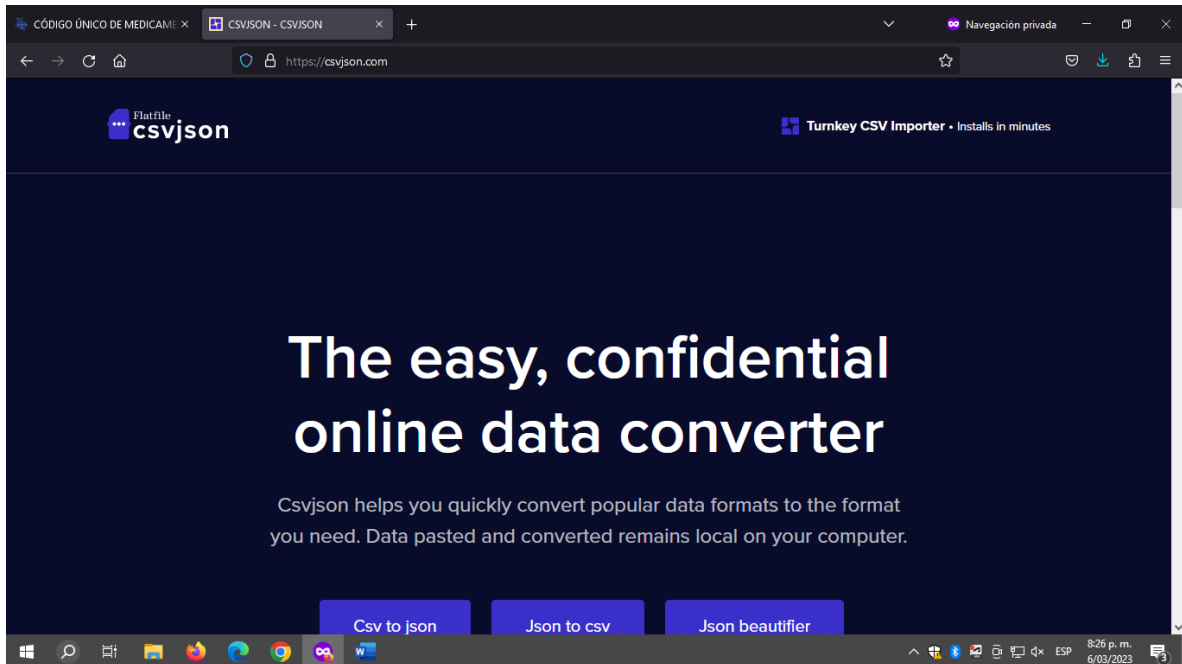 CÓDIGO ÚNICO DE MEDICAME
CSVJSON - CSVJSON
Navegación privada
https://csvjson.com
Flatfile
csvjson
Turnkey CSV Importer • Installs in minutes
The easy, confidential
online data converter
Csvjson helps you quickly convert popular data formats to the format
you need. Data pasted and converted remains local on your computer.
Csv to json
Json to csv
Json beautifier
ESP
8:26 p. m.
6/03/2023
3